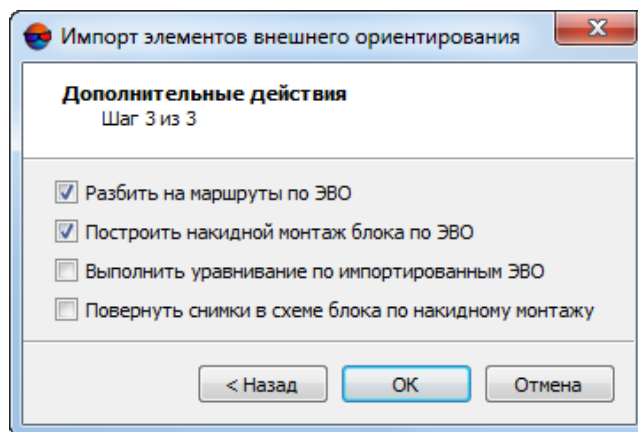 Импорт элементов внешнего ориентирования
Дополнительные действия
Шаг 3 из 3
Разбить на маршруты по ЭВО
Построить накидной монтаж блока по ЭВО
Выполнить уравнивание по импортированным ЭВО
Повернуть снимки в схеме блока по накидному монтажу
< Назад ОК Отмена